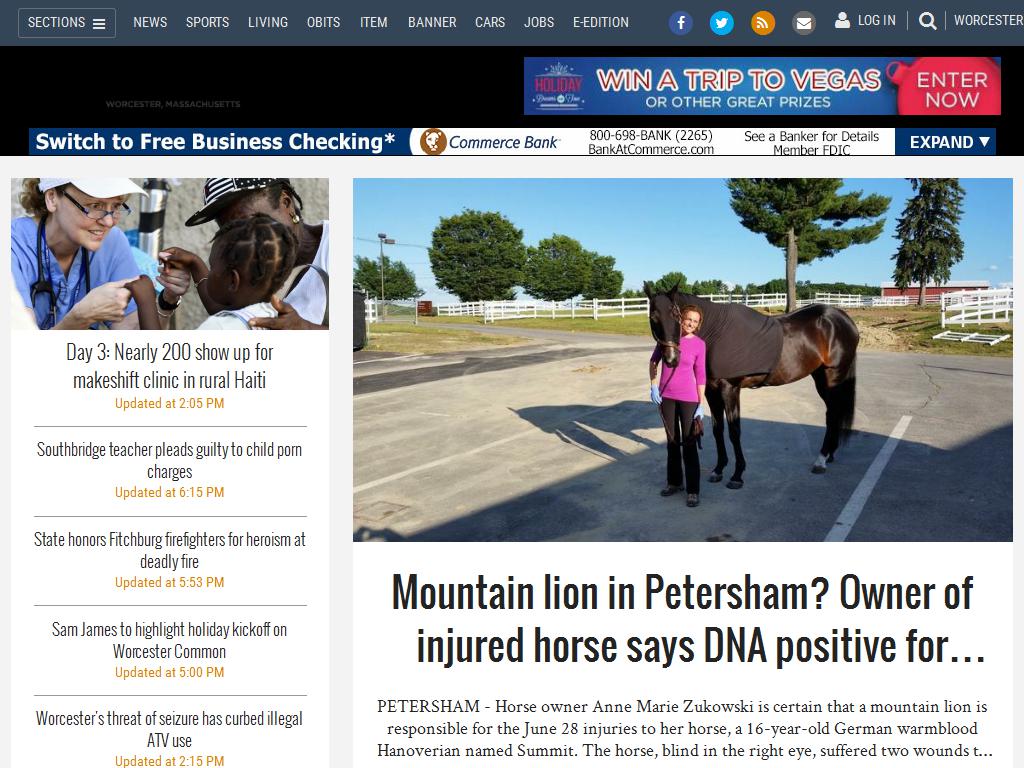 SECTIONS
NEWS SPORTS LIVING OBITS ITEM BANNER CARS JOBS E-EDITION
LOG IN
WORCESTER
WORCESTER, MASSACHUSETTS
HOLIDAY
Dreams Come True
WIN A TRIP TO VEGAS
OR OTHER GREAT PRIZES
ENTER
NOW
Switch to Free Business Checking*
Commerce Bank
800-698-BANK (2265)
BankAtCommerce.com
See a Banker for Details
Member FDIC
EXPAND
Day 3: Nearly 200 show up for
makeshift clinic in rural Haiti
Updated at 2:05 PM
Southbridge teacher pleads guilty to child porn
charges
Updated at 6:15 PM
State honors Fitchburg firefighters for heroism at
deadly fire
Updated at 5:53 PM
Sam James to highlight holiday kickoff on
Worcester Common
Updated at 5:00 PM
Worcester's threat of seizure has curbed illegal
ATV use
Updated at 2:15 PM
Mountain lion in Petersham? Owner of
injured horse says DNA positive for...
PETERSHAM - Horse owner Anne Marie Zukowski is certain that a mountain lion is
responsible for the June 28 injuries to her horse, a 16-year-old German warmblood
Hanoverian named Summit. The horse, blind in the right eye, suffered two wounds t...